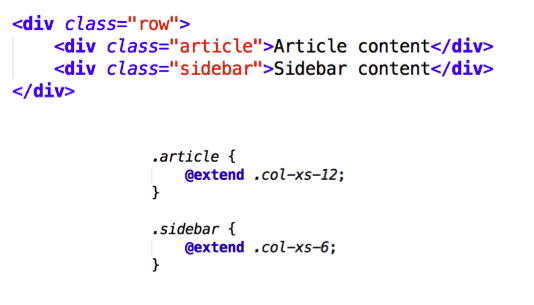 <div class="row">
    <div class="article">Article content</div>
    <div class="sidebar">Sidebar content</div>
</div>
.article {
    @extend .col-xs-12;
}
.sidebar {
    @extend .col-xs-6;
}